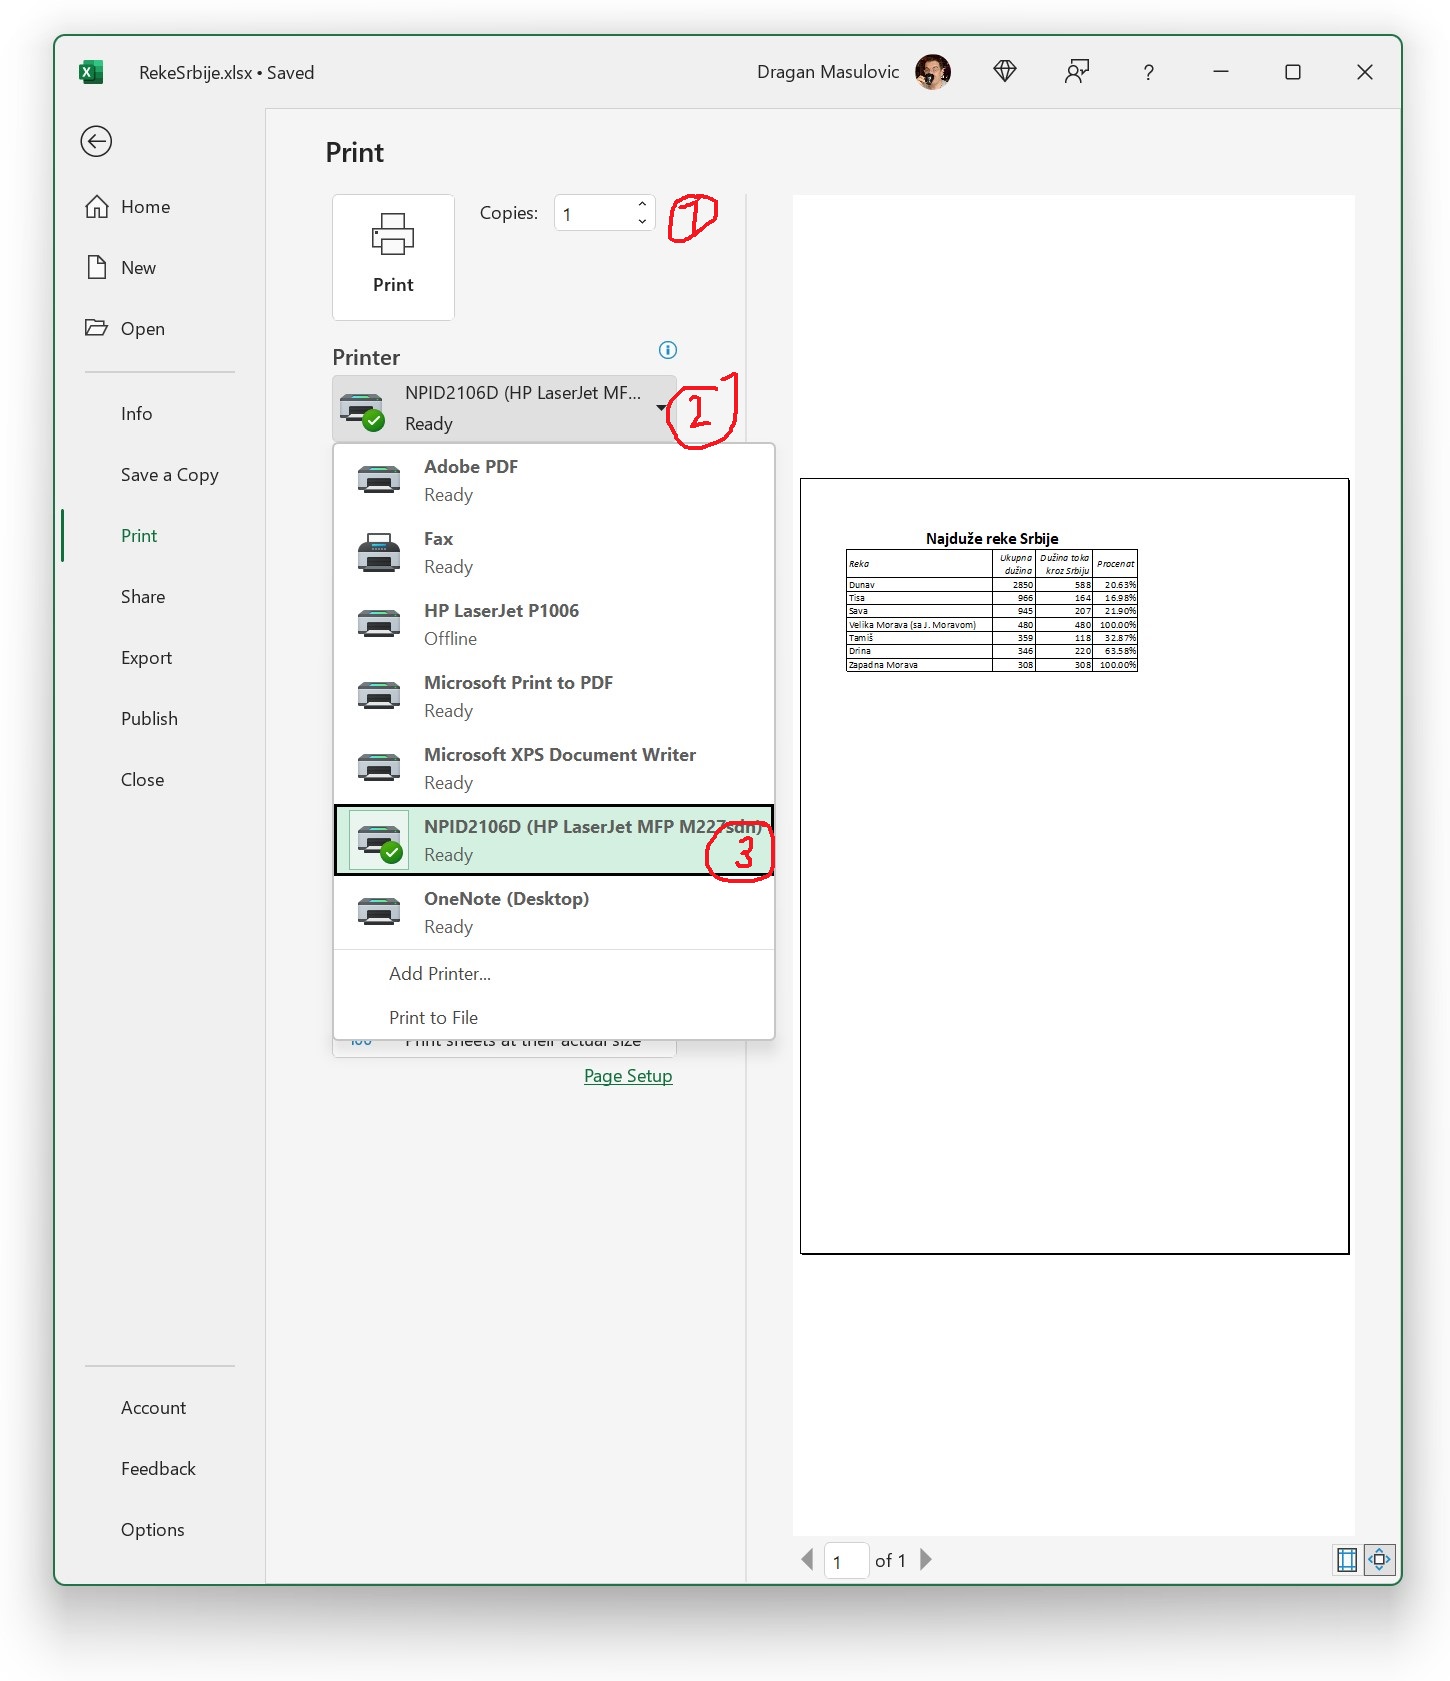 RekeSrbije.xlsx • Saved
Dragan Masulovic
?
Home
New
Open
Info
Save a Copy
Print
Share
Export
Publish
Close
Account
Feedback
Options
Print
Print
Copies: 1
1
Printer
NPID2106D (HP LaserJet MF...
Ready
2
Adobe PDF
Ready
Fax
Ready
HP LaserJet P1006
Offline
Microsoft Print to PDF
Ready
Microsoft XPS Document Writer
Ready
NPID2106D (HP LaserJet MFP M227sdn)
Ready
3
OneNote (Desktop)
Ready
Add Printer...
Print to File
100 Print sheets at their actual size
Page Setup
Najduže reke Srbije
Reka Ukupna dužina Dužina toka kroz Srbiju Procenat
Dunav 2850 588 20.63%
Tisa 966 164 16.98%
Sava 945 207 21.90%
Velika Morava (sa J. Moravom) 480 480 100.00%
Tamiš 359 118 32.87%
Drina 346 220 63.58%
Zapadna Morava 308 308 100.00%
1 of 1